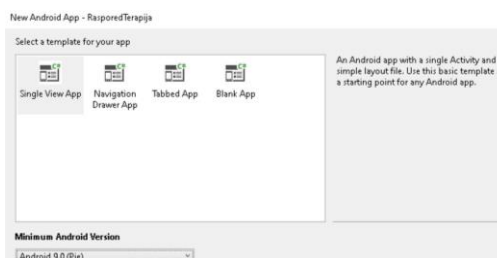 New Android App - RasporedTerapija
Select a template for your app
Single View App
Navigation
Drawer App
Tabbed App
Blank App
An Android app with a single Activity and
simple layout file. Use this basic template
a starting point for any Android app.
Minimum Android Version
Android 9.0 (Pie)